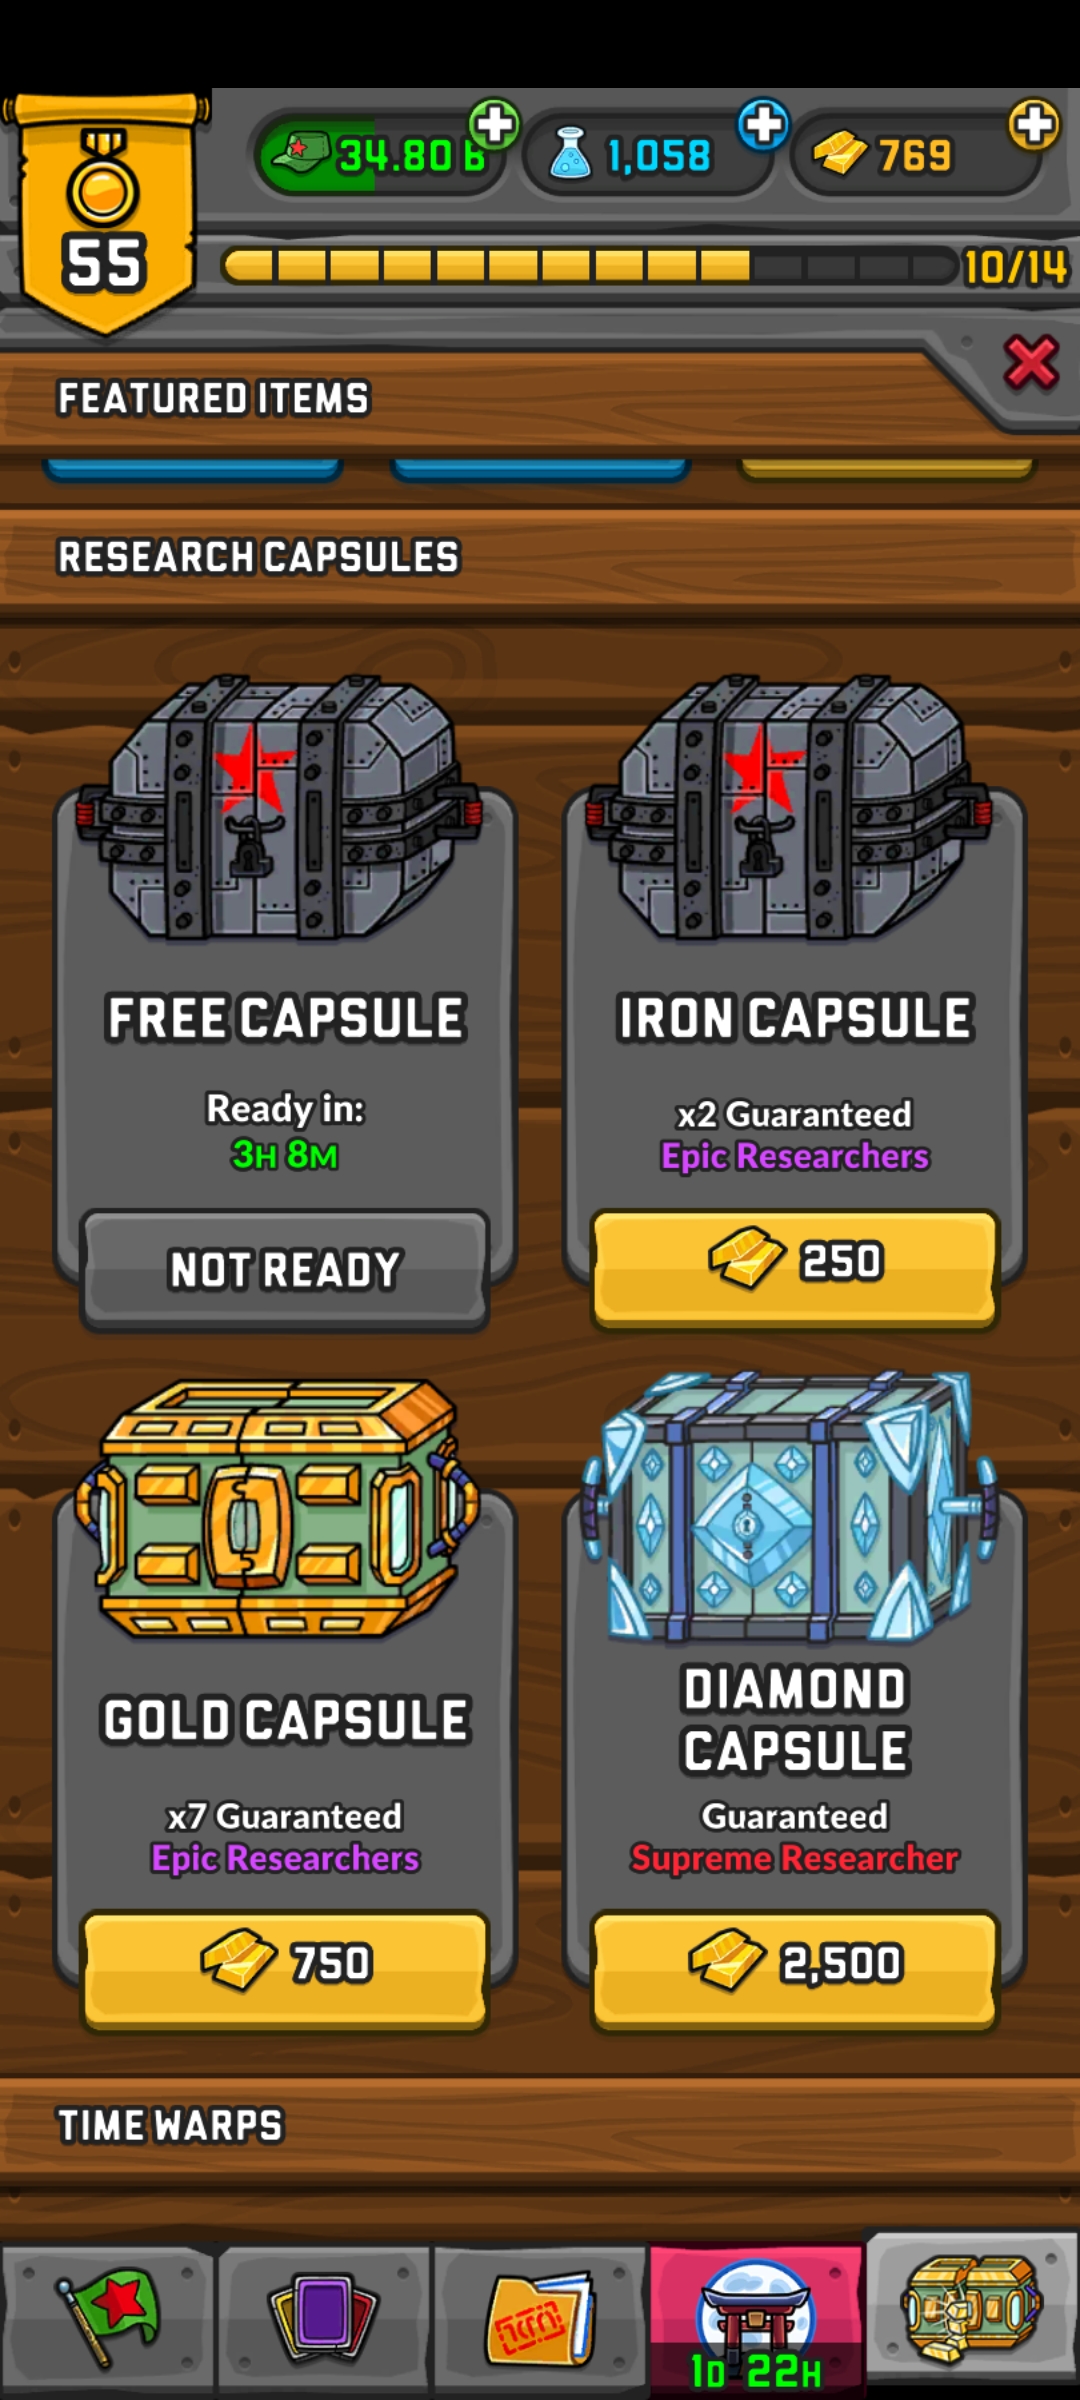 34.80 B
1,058
769
55
10/14
FEATURED ITEMS
RESEARCH CAPSULES
FREE CAPSULE
Ready in:
3H 8M
NOT READY
IRON CAPSULE
x2 Guaranteed
Epic Researchers
250
GOLD CAPSULE
x7 Guaranteed
Epic Researchers
750
DIAMOND
CAPSULE
Guaranteed
Supreme Researcher
2,500
TIME WARPS
1D 22H